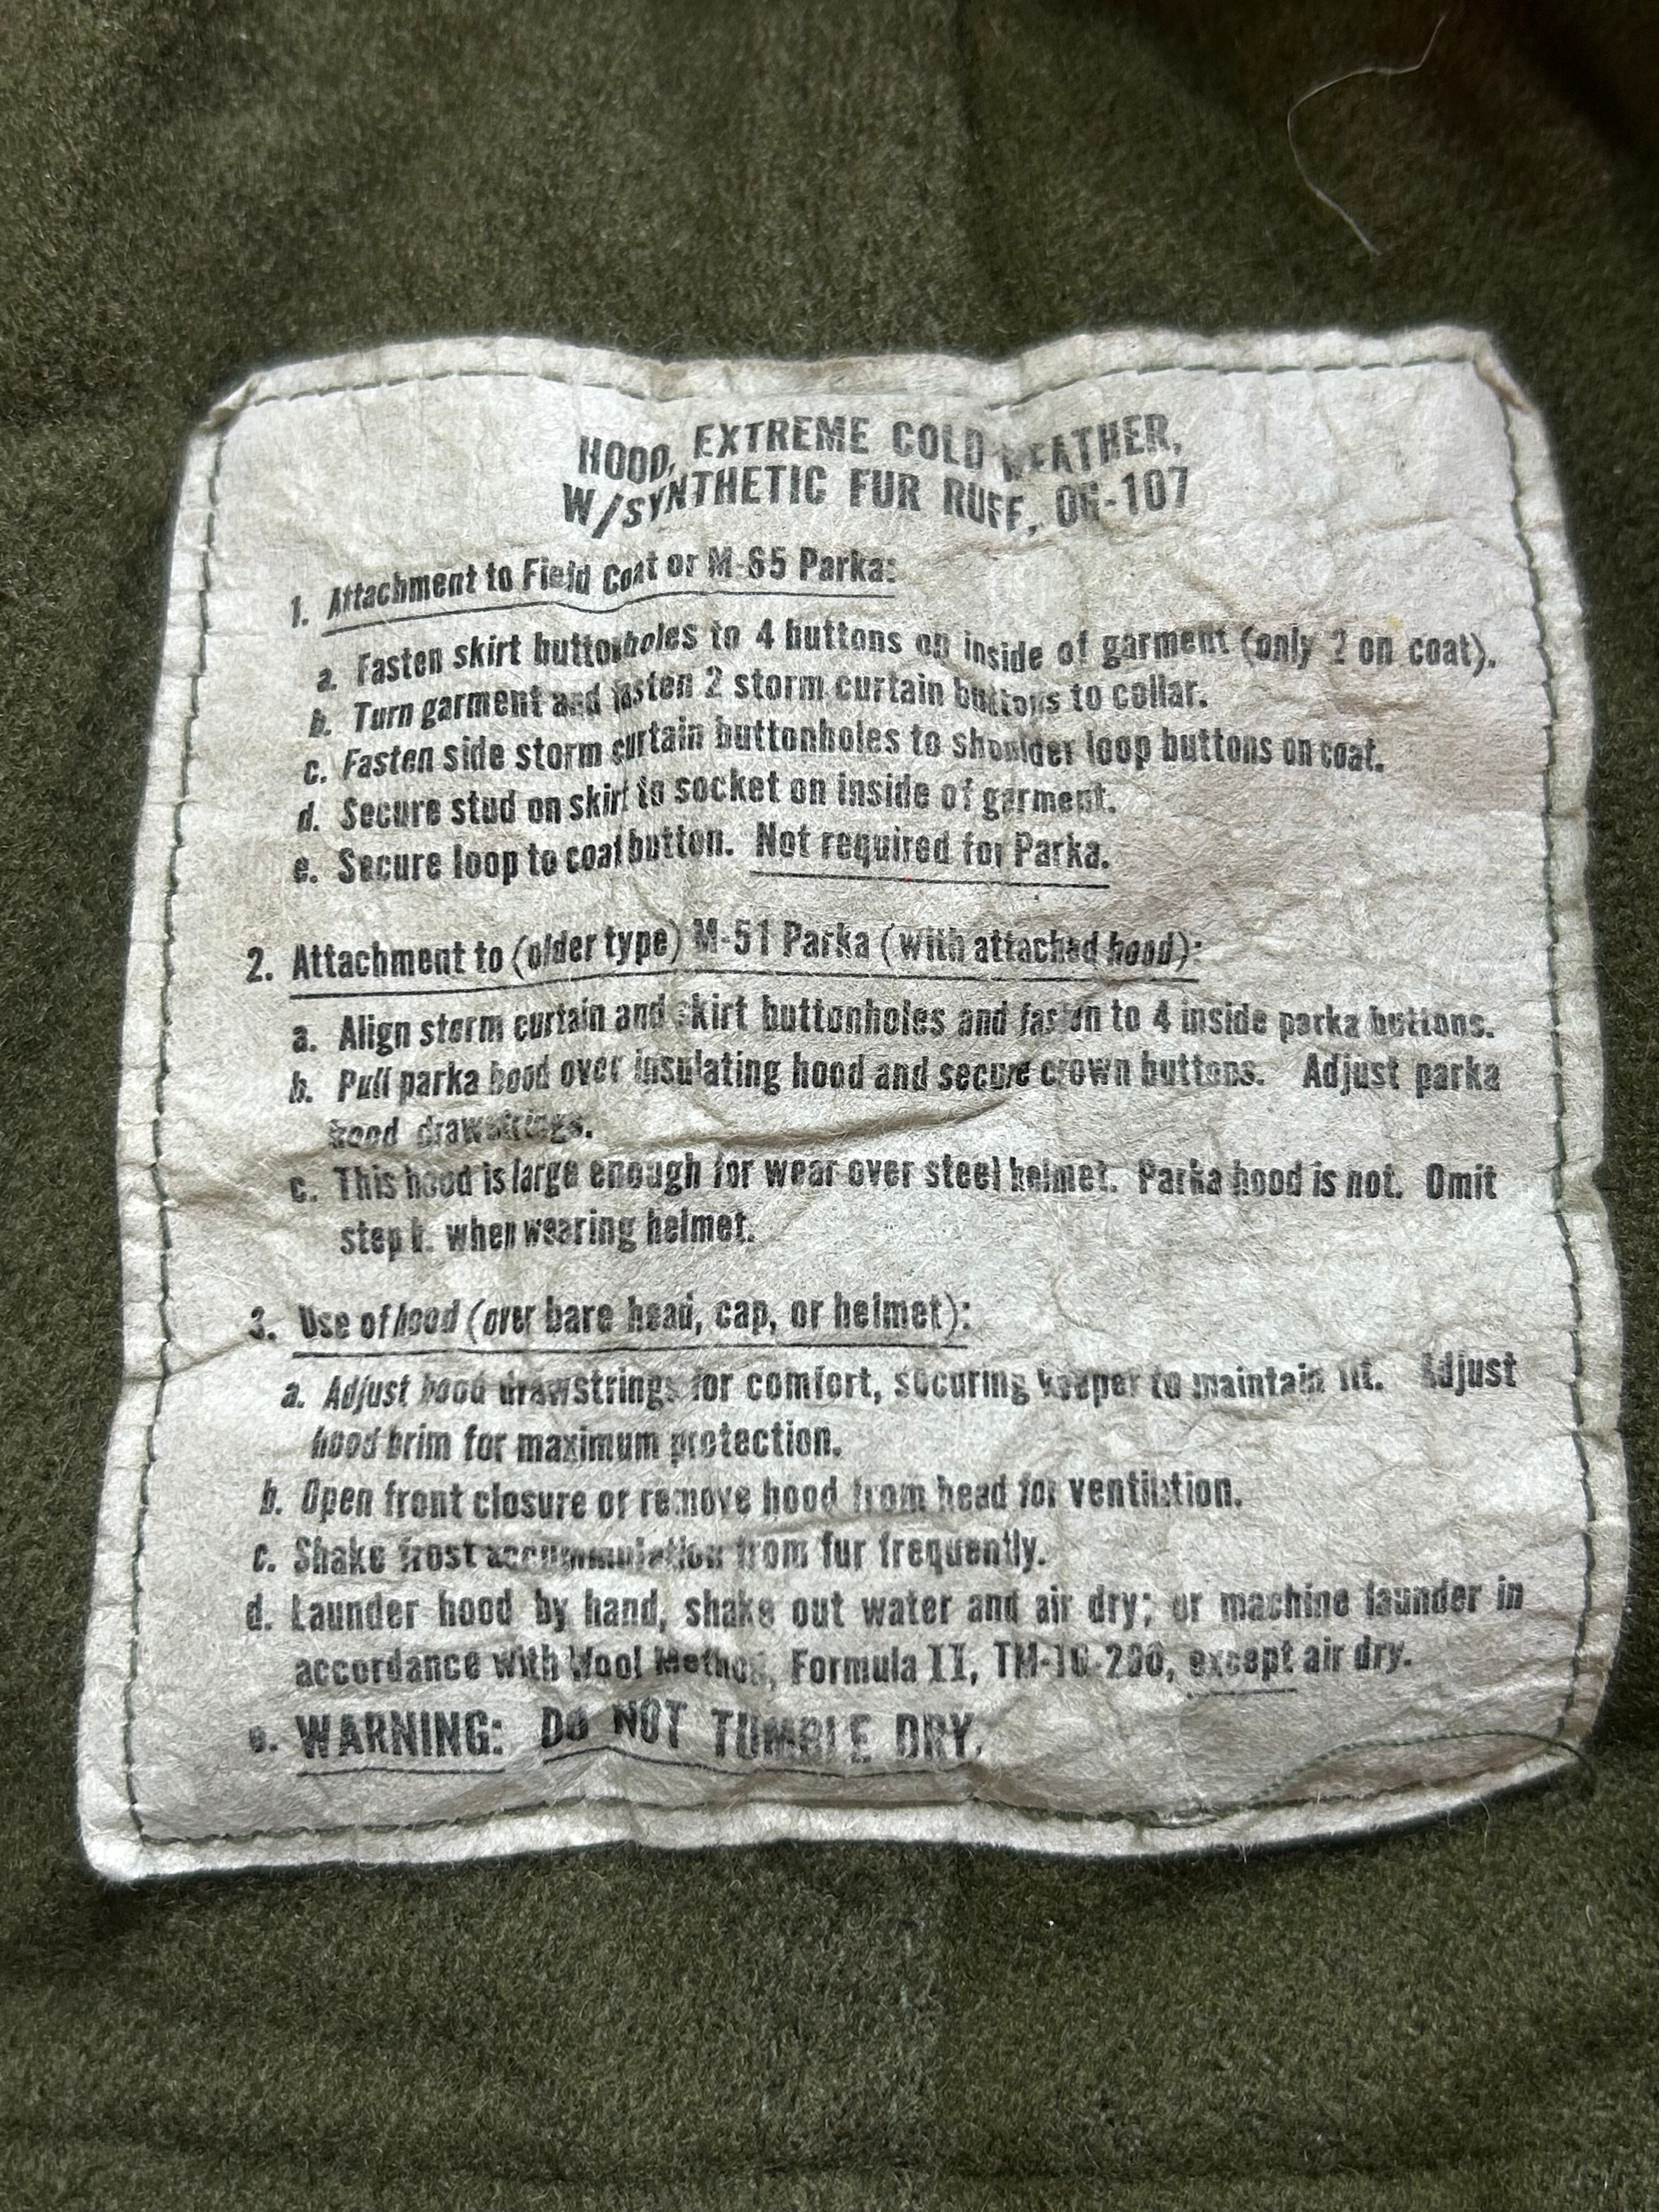 HOOD, EXTREME COLD WEATHER,
W/SYNTHETIC FUR RUFF, OG-107
1. Attachment to Field Coat or M-65 Parka:
a. Fasten skirt buttonholes to 4 buttons on inside of garment (only 2 on coat).
b. Turn garment and fasten 2 storm curtain buttons to collar.
c. Fasten side storm curtain buttonholes to shoulder loop buttons on coat.
d. Secure stud on skirt to socket on inside of garment.
e. Secure loop to coat button. Not required for Parka.
2. Attachment to (older type) M-51 Parka (with attached hood):
a. Align storm curtain and skirt buttonholes and fasten to 4 inside parka buttons.
b. Pull parka hood over insulating hood and secure crown buttons. Adjust parka
hood drawstrings.
c. This hood is large enough for wear over steel helmet. Parka hood is not. Omit
step b. when wearing helmet.
3. Use of hood (over bare head, cap, or helmet):
a. Adjust hood drawstrings for comfort, securing keeper to maintain fit. Adjust
hood brim for maximum protection.
b. Open front closure or remove hood from head for ventilation.
c. Shake frost accummulation from fur frequently.
d. Launder hood by hand, shake out water and air dry; or machine launder in
accordance with Wool Method, Formula II, TM-10-280, except air dry.
e. WARNING: DO NOT TUMBLE DRY.